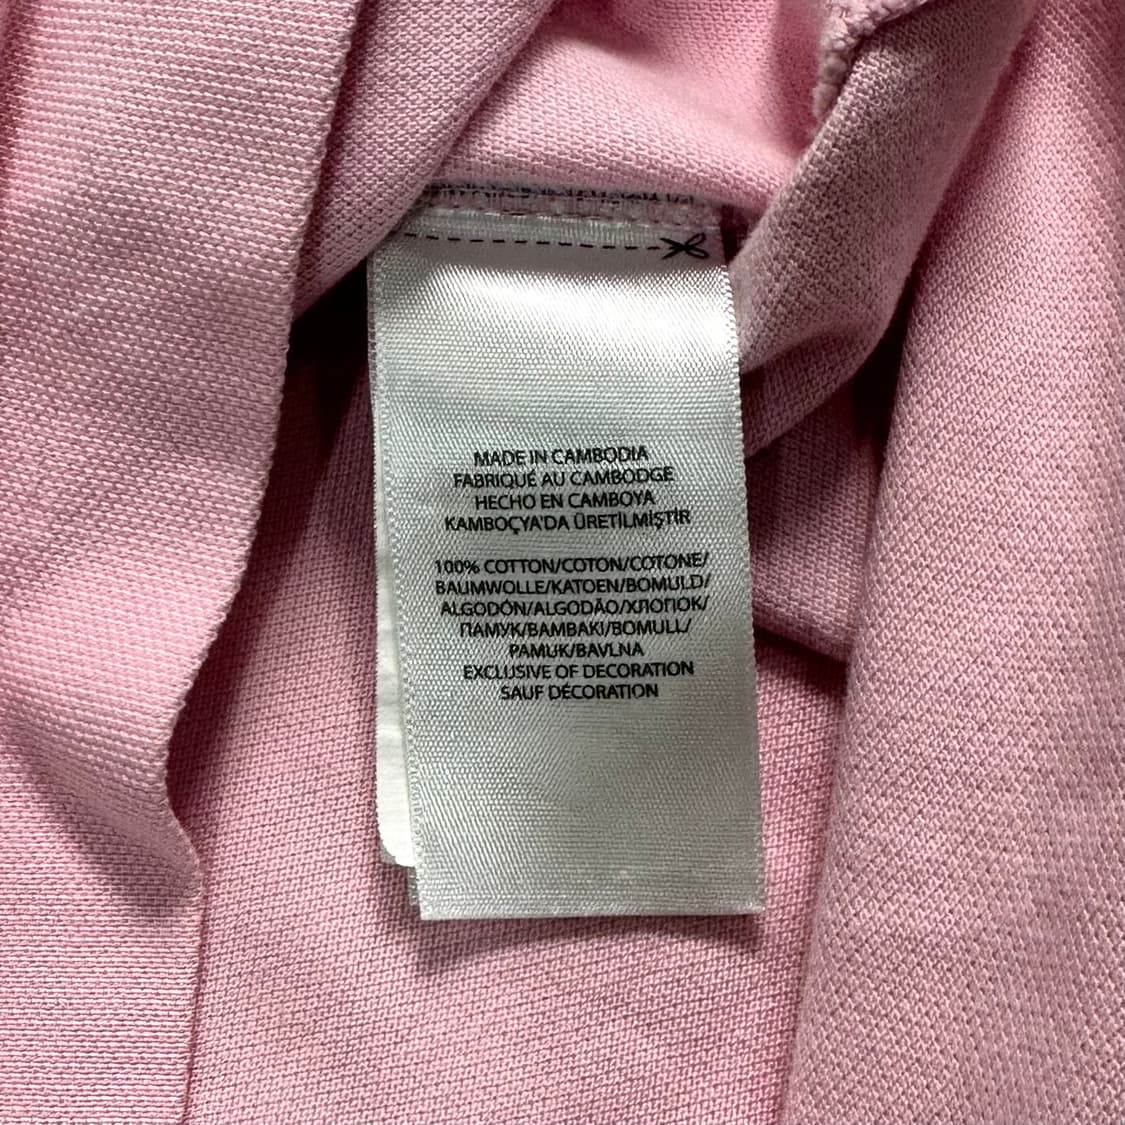 MADE IN CAMBODIA
FABRIQUÉ AU CAMBODGE
HECHO EN CAMBOYA
KAMBOÇYA'DA ÜRETİLMİŞTİR
100% COTTON/COTON/COTONE/
BAUMWOLLE/KATOEN/BOMULD/
ALGODÓN/ALGODÃO/ХЛОПОК/
ПАМУК/ΒΑΜΒΑΚΙ/BOMULL/
PAMUK/BAVLNA
EXCLUSIVE OF DECORATION
SAUF DÉCORATION